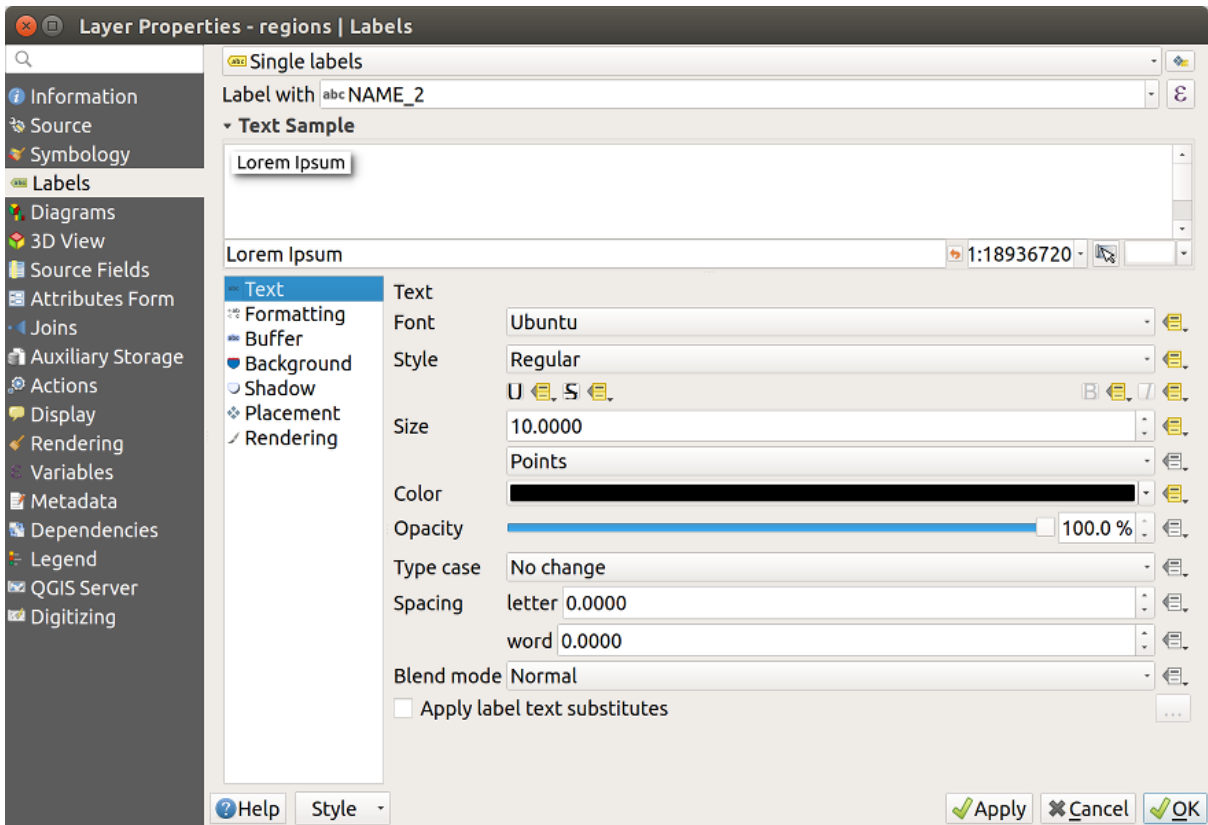 Layer Properties - regions | Labels
Single labels
Label with abc NAME_2 ε
Text Sample
Lorem Ipsum
Lorem Ipsum 1:18936720
Information
Source
Symbology
Labels
Diagrams
3D View
Source Fields
Attributes Form
Joins
Auxiliary Storage
Actions
Display
Rendering
Variables
Metadata
Dependencies
Legend
QGIS Server
Digitizing
Text
Formatting
Buffer
Background
Shadow
Placement
Rendering
Text
Font Ubuntu
Style Regular
U S B I
Size 10.0000
Points
Color
Opacity 100.0 %
Type case No change
Spacing letter 0.0000
word 0.0000
Blend mode Normal
Apply label text substitutes ...
Help Style Apply Cancel OK